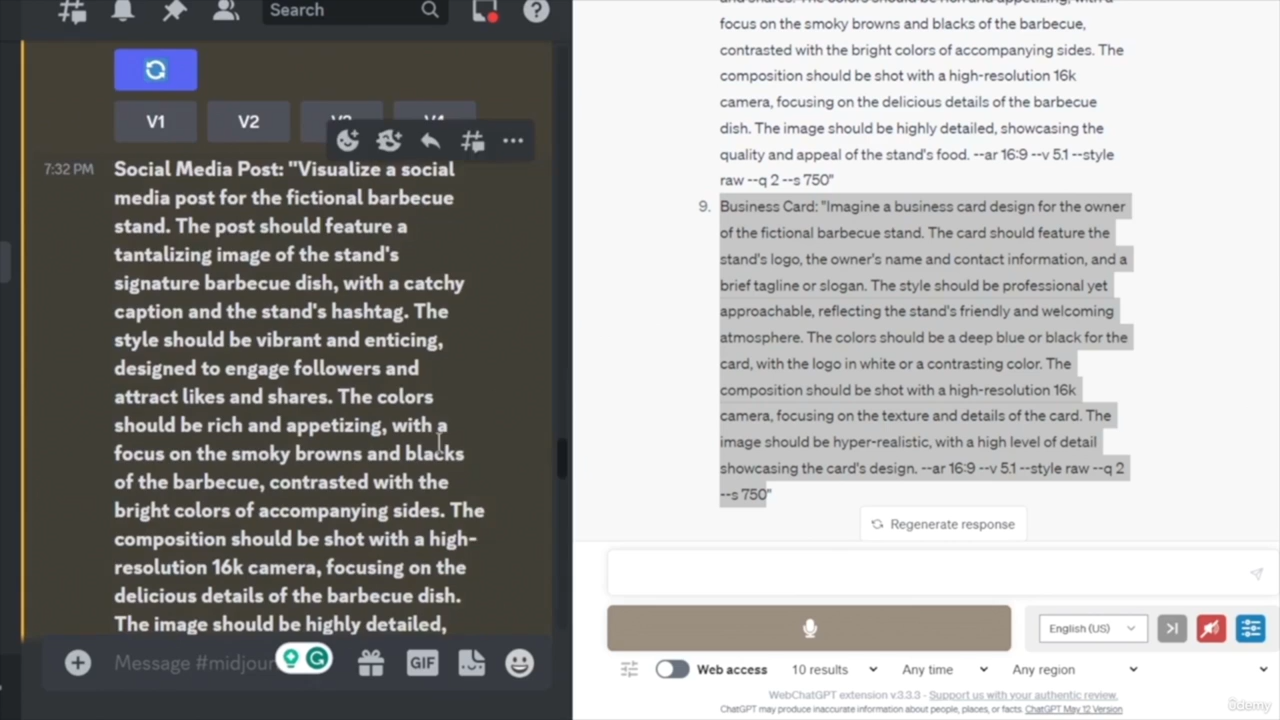 Search
V1
V2
7:32 PM
Social Media Post: "Visualize a social
media post for the fictional barbecue
stand. The post should feature a
tantalizing image of the stand's
signature barbecue dish, with a catchy
caption and the stand's hashtag. The
style should be vibrant and enticing,
designed to engage followers and
attract likes and shares. The colors
should be rich and appetizing, with a
focus on the smoky browns and blacks
of the barbecue, contrasted with the
bright colors of accompanying sides. The
composition should be shot with a high-
resolution 16k camera, focusing on the
delicious details of the barbecue dish.
The image should be highly detailed,
Message #midjour
GIF
focus on the smoky browns and blacks of the barbecue,
contrasted with the bright colors of accompanying sides. The
composition should be shot with a high-resolution 16k
camera, focusing on the delicious details of the barbecue
dish. The image should be highly detailed, showcasing the
quality and appeal of the stand's food. --ar 16:9 --v 5.1 --style
raw --q 2 --s 750"
9. Business Card: "Imagine a business card design for the owner
of the fictional barbecue stand. The card should feature the
stand's logo, the owner's name and contact information, and a
brief tagline or slogan. The style should be professional yet
approachable, reflecting the stand's friendly and welcoming
atmosphere. The colors should be a deep blue or black for the
card, with the logo in white or a contrasting color. The
composition should be shot with a high-resolution 16k
camera, focusing on the texture and details of the card. The
image should be hyper-realistic, with a high level of detail
showcasing the card's design. --ar 16:9 --v 5.1 --style raw --q 2
--s 750"
Regenerate response
English (US)
Web access
10 results
Any time
Any region
WebChatGPT extension v.3.3.3 - Support us with your authentic review.
ChatGPT may produce inaccurate information about people, places, or facts. ChatGPT May 12 Version
ûdemy